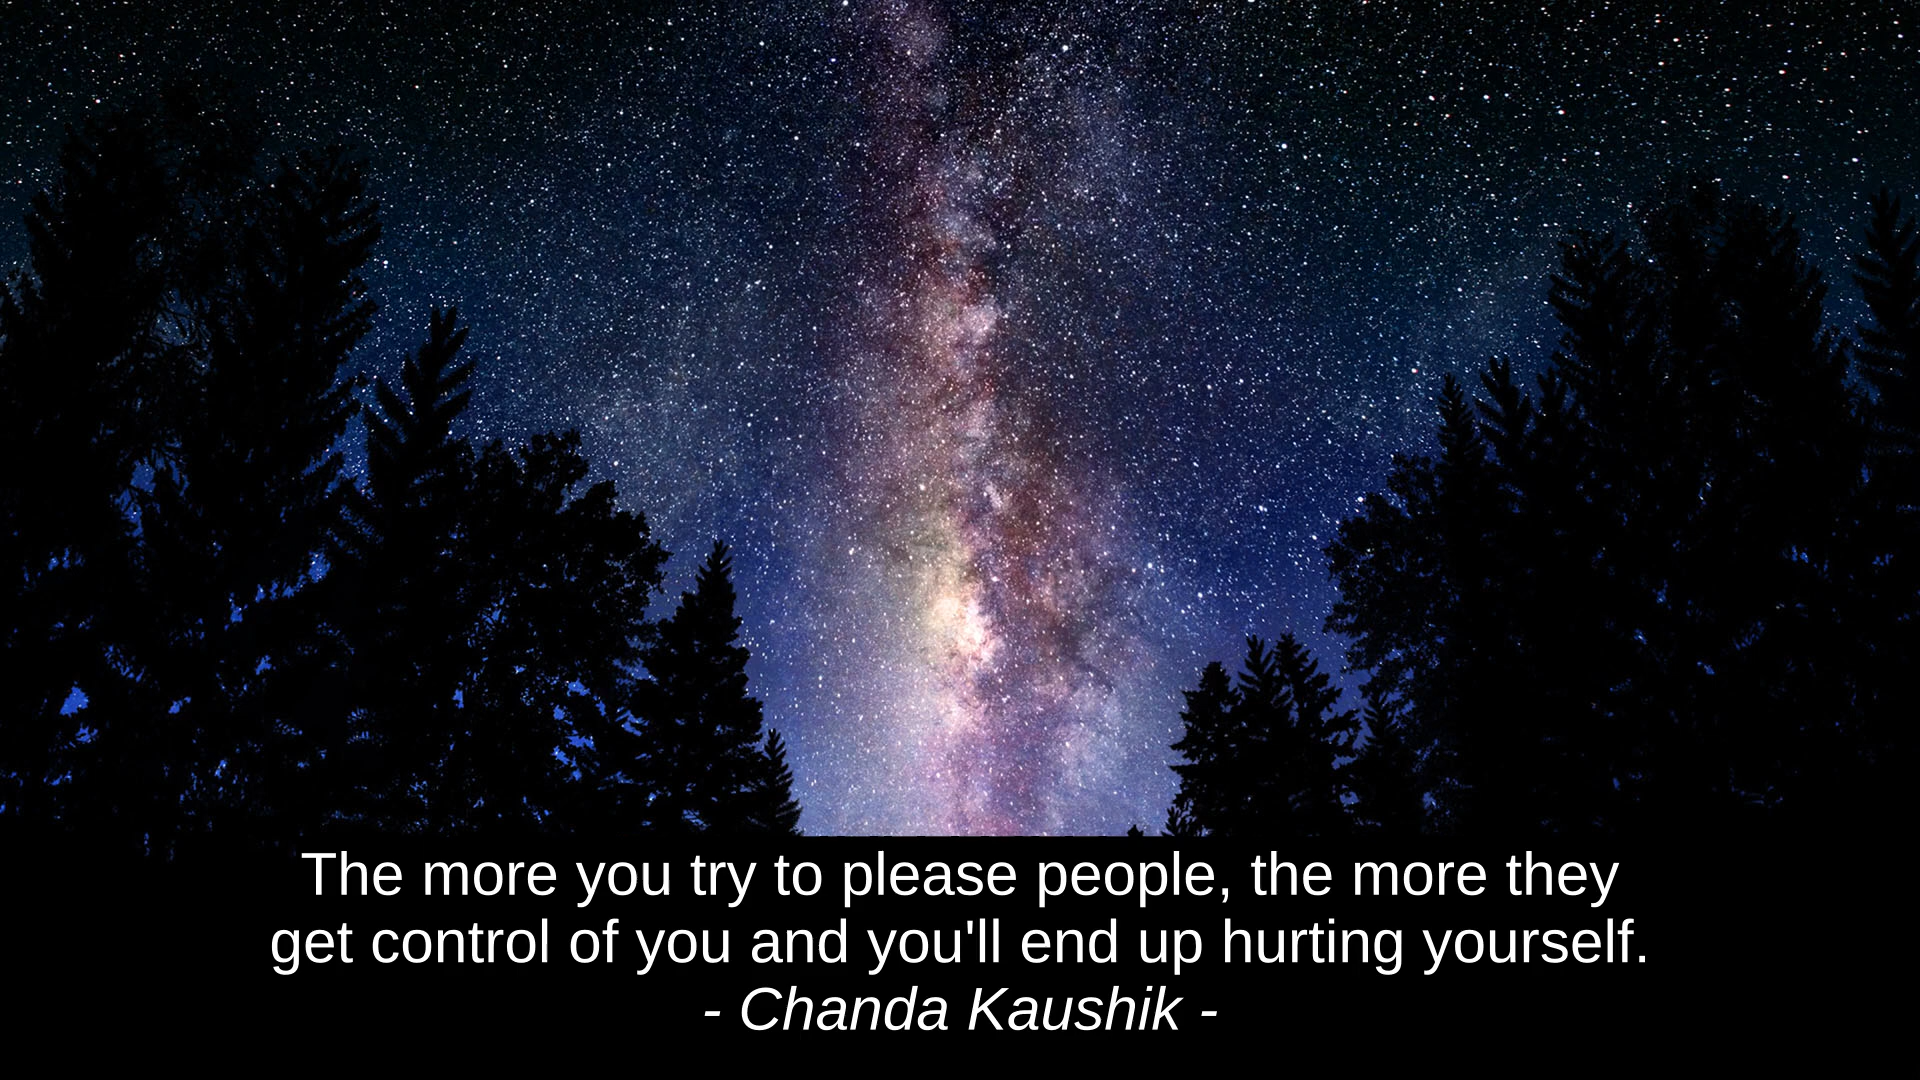 The more you try to please people, the more they
get control of you and you'll end up hurting yourself.
- Chanda Kaushik -